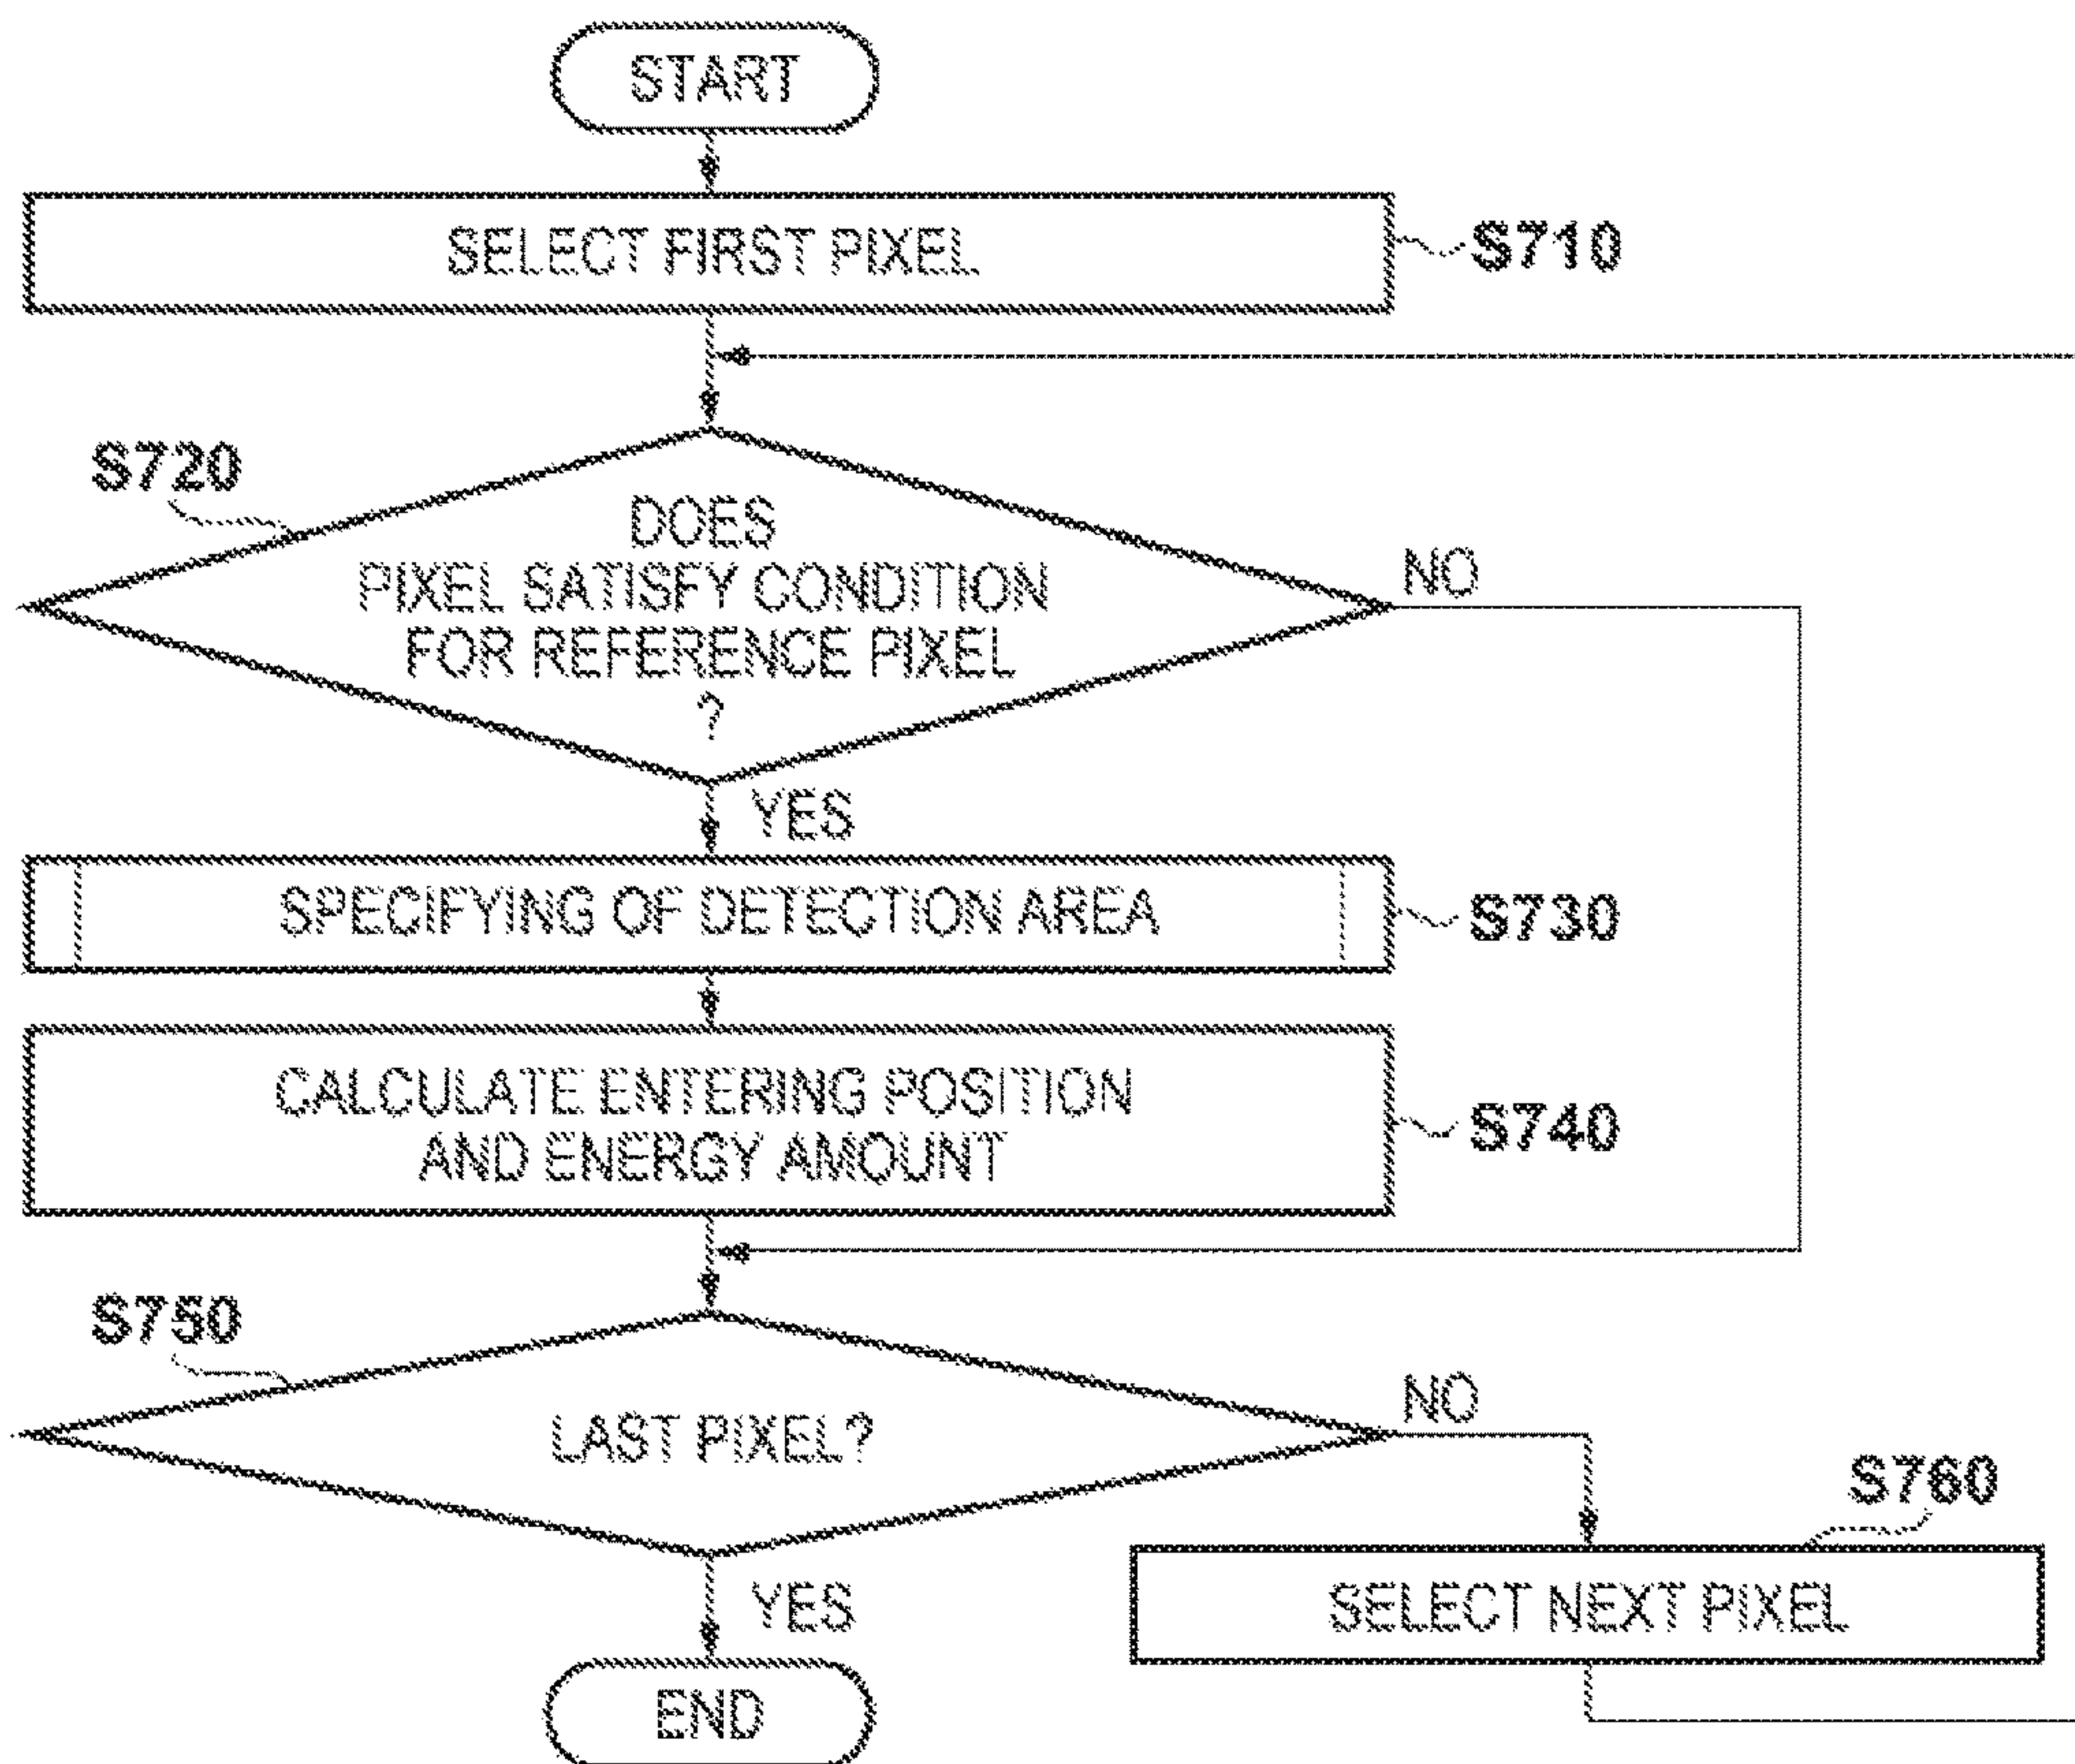 START
SELECT FIRST PIXEL
S710
S720
DOES
PIXEL SATISFY CONDITION
FOR REFERENCE PIXEL
?
NO
YES
SPECIFYING OF DETECTION AREA
S730
CALCULATE ENTERING POSITION
AND ENERGY AMOUNT
S740
S750
LAST PIXEL?
NO
S760
YES
SELECT NEXT PIXEL
END